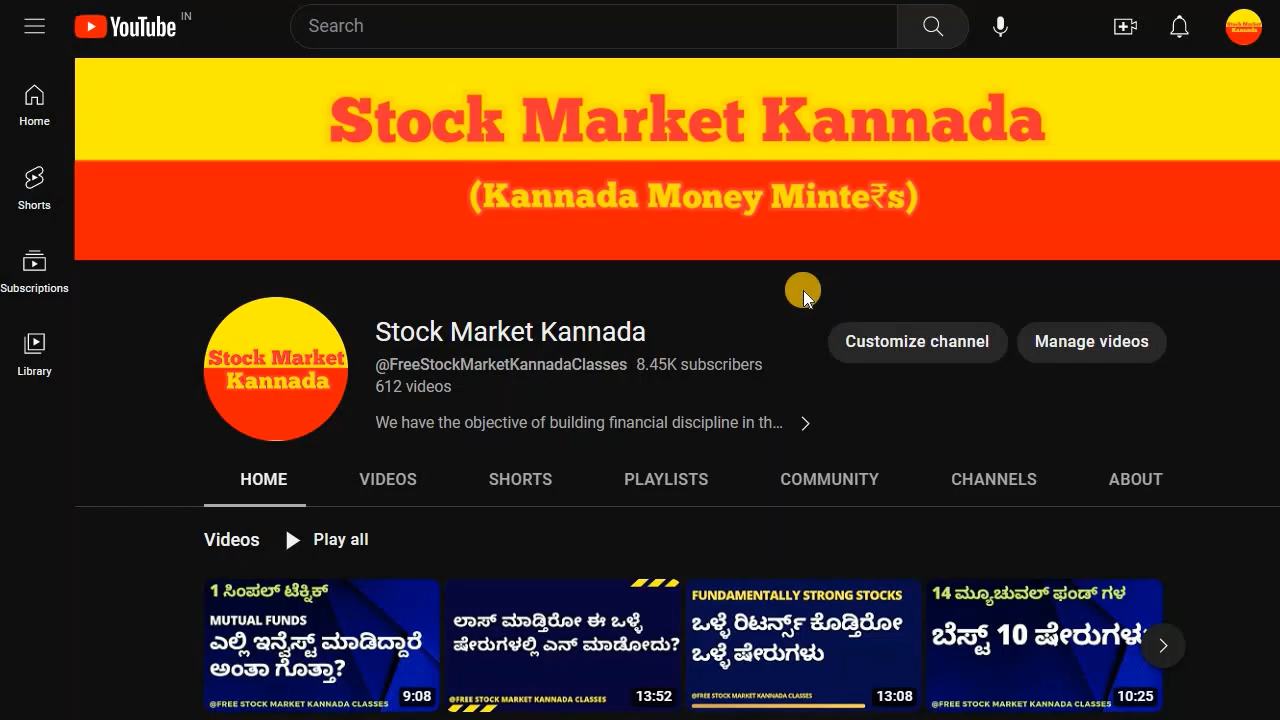 YouTube IN
Search
Home
Shorts
Subscriptions
Library
Stock Market Kannada
(Kannada Money Minte₹s)
Stock Market
Kannada
Stock Market Kannada
@FreeStockMarketKannadaClasses 8.45K subscribers
612 videos
We have the objective of building financial discipline in th…
Customize channel
Manage videos
HOME VIDEOS SHORTS PLAYLISTS COMMUNITY CHANNELS ABOUT
Videos Play all
1 ಸಿಂಪಲ್ ಟೆಕ್ನಿಕ್
MUTUAL FUNDS
ಎಲ್ಲಿ ಇನ್ವೆಸ್ಟ್ ಮಾಡಿದ್ದಾರೆ
ಅಂತಾ ಗೊತ್ತಾ?
9:08
@FREE STOCK MARKET KANNADA CLASSES
ಲಾಸ್ ಮಾಡ್ತಿರೋ ಈ ಒಳ್ಳೆ
ಷೇರುಗಳಲ್ಲಿ ಏನ್ ಮಾಡೋದು?
13:52
@FREE STOCK MARKET KANNADA CLASSES
FUNDAMENTALLY STRONG STOCKS
ಒಳ್ಳೆ ರಿಟರ್ನ್ಸ್ ಕೊಡ್ತಿರೋ
ಒಳ್ಳೆ ಷೇರುಗಳು
13:08
@FREE STOCK MARKET KANNADA CLASSES
14 ಮ್ಯೂಚುವಲ್ ಫಂಡ್ ಗಳ
ಬೆಸ್ಟ್ 10 ಷೇರುಗಳು
10:25
@FREE STOCK MARKET KANNADA CLASSES